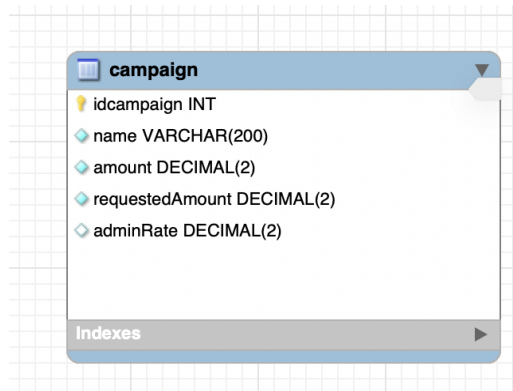 campaign
idcampaign INT
name VARCHAR(200)
amount DECIMAL(2)
requestedAmount DECIMAL(2)
adminRate DECIMAL(2)
Indexes